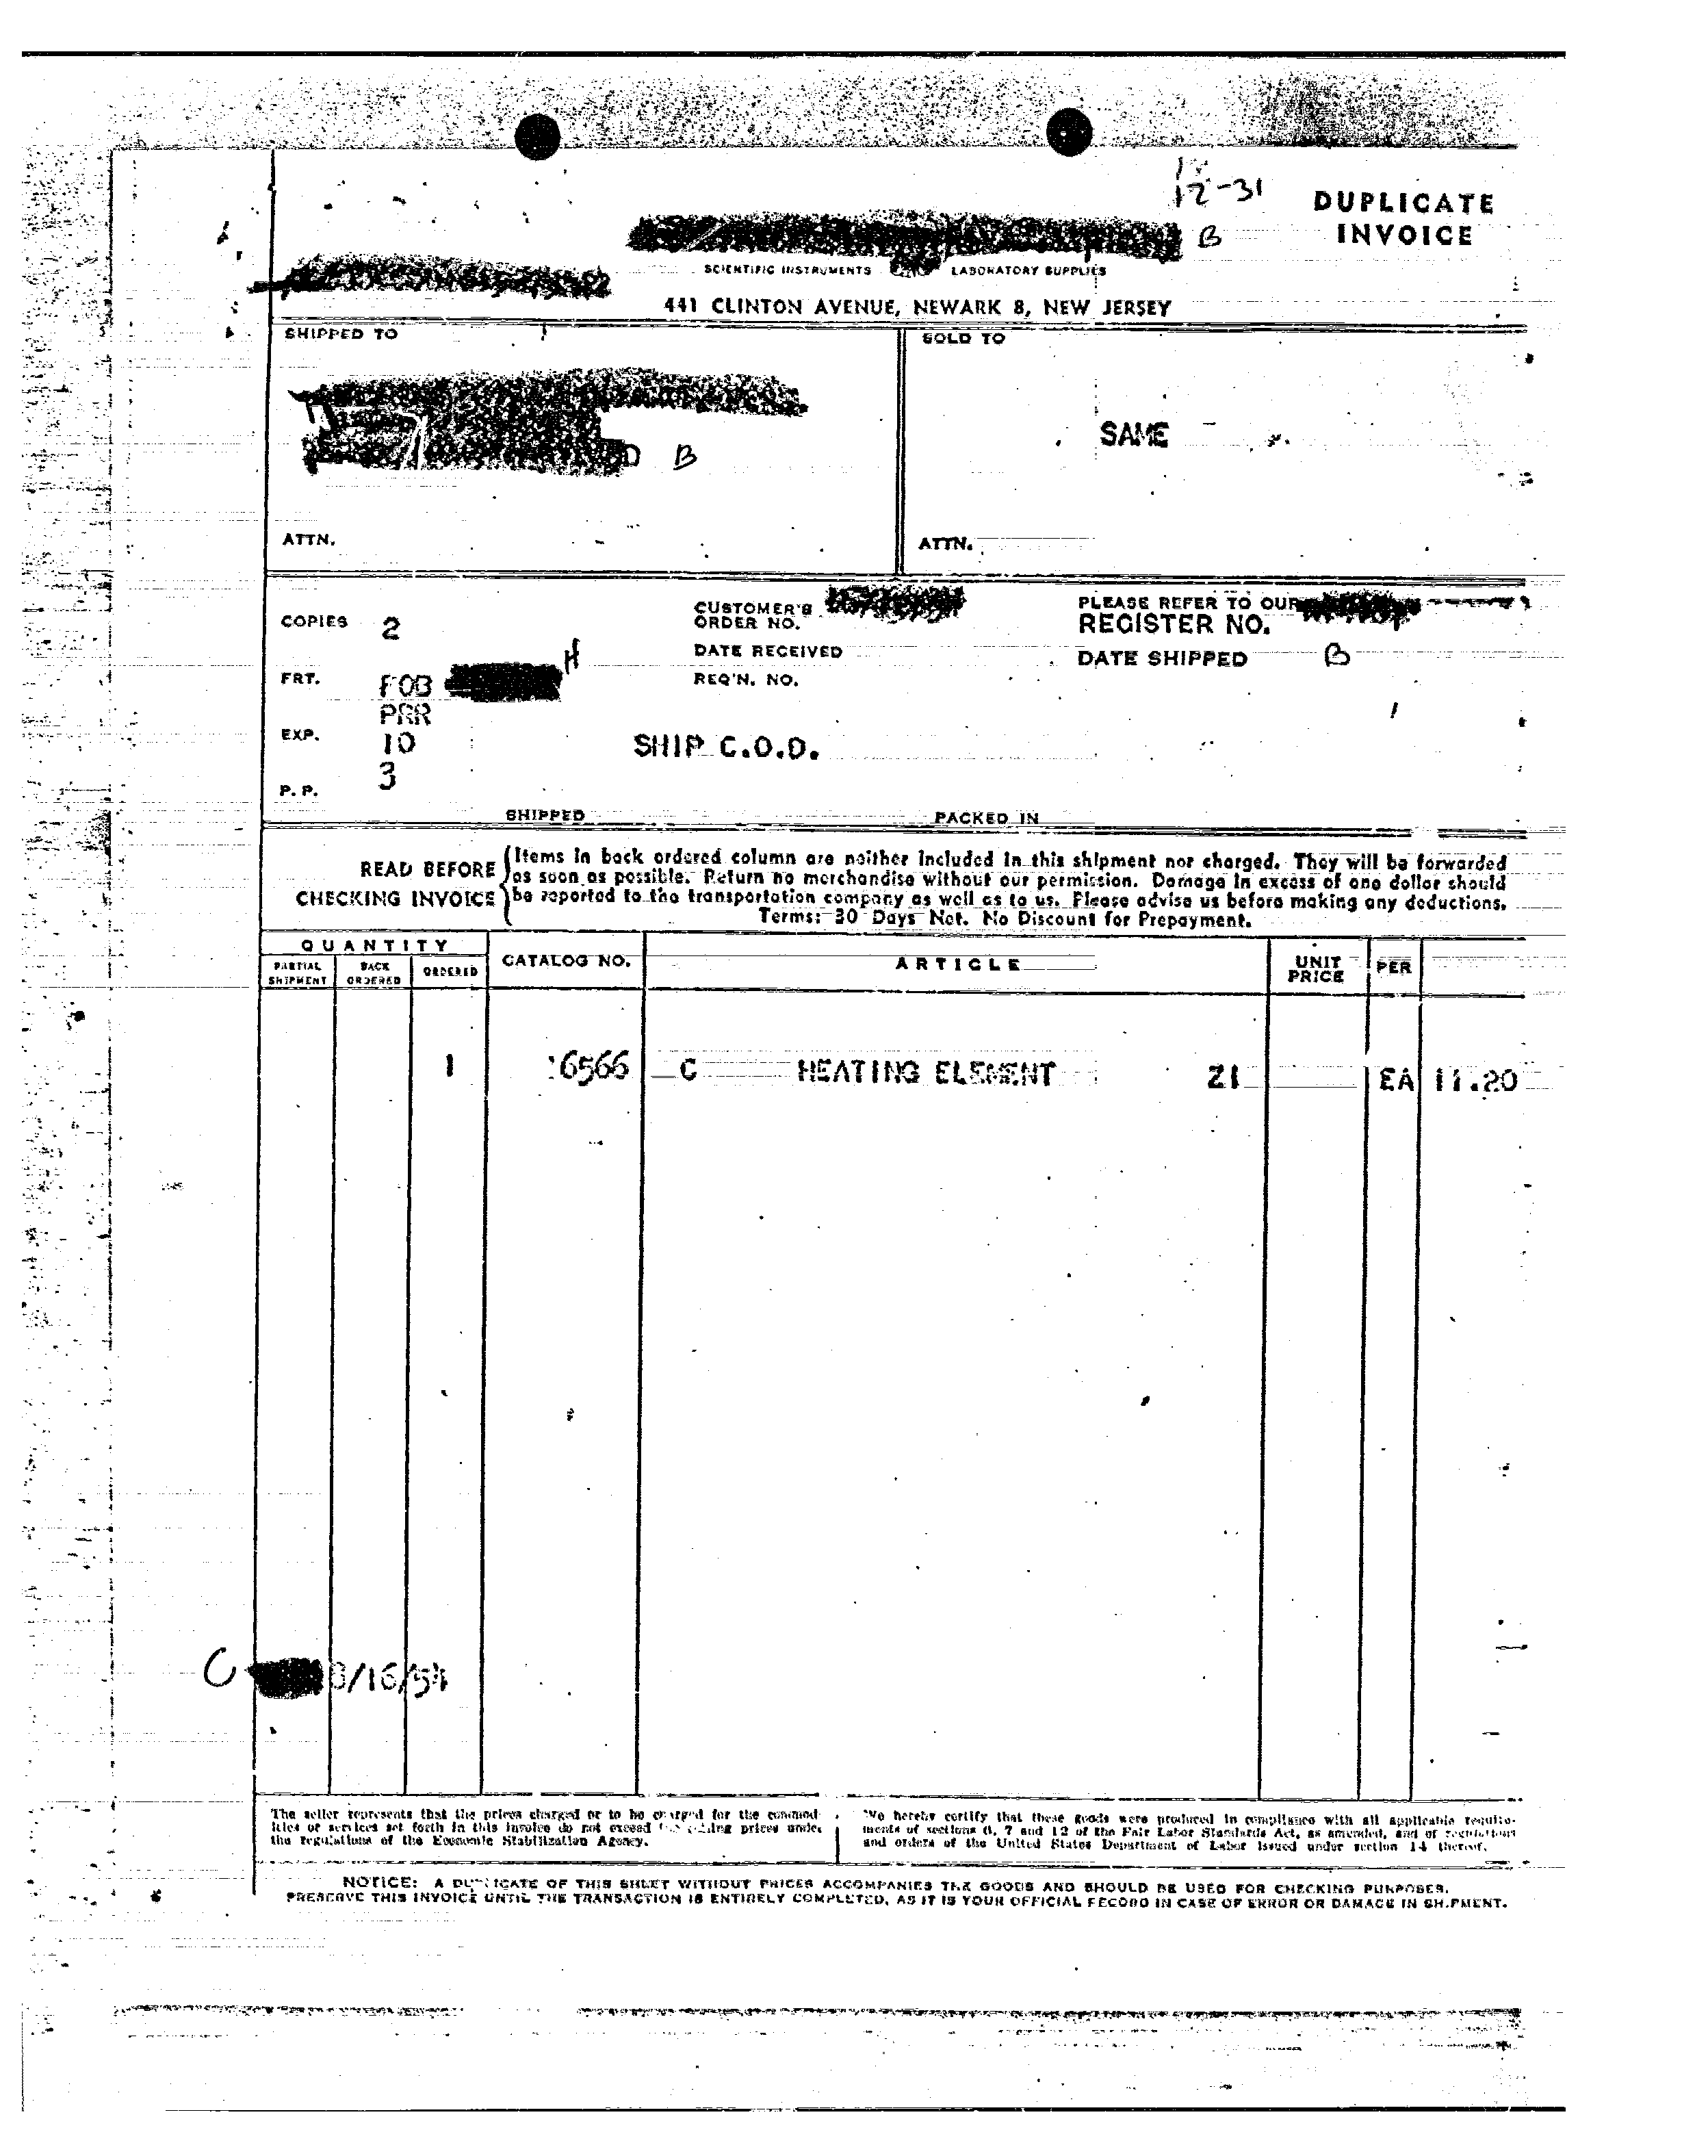 12-31
DUPLICATE
INVOICE
B
SCIENTIFIC INSTRUMENTS LABORATORY SUPPLIES
441 CLINTON AVENUE, NEWARK 8, NEW JERSEY
SHIPPED TO
SOLD TO
SAME
B
ATTN.
ATTN.
COPIES 2
CUSTOMER'S
ORDER NO.
PLEASE REFER TO OUR
REGISTER NO.
DATE RECEIVED
DATE SHIPPED B
FRT. FOB H
REQ'N. NO.
PRR
EXP. 10
SHIP C.O.D.
P. P. 3
SHIPPED PACKED IN
READ BEFORE
CHECKING INVOICE
Items in back ordered column are neither included in this shipment nor charged. They will be forwarded
as soon as possible. Return no merchandise without our permission. Damage in excess of one dollar should
be reported to the transportation company as well as to us. Please advise us before making any deductions.
Terms: 30 Days Net. No Discount for Prepayment.
QUANTITY
PARTIAL SHIPMENT BACK ORDERED ORDERED CATALOG NO. ARTICLE UNIT PRICE PER
1 16566 C HEATING ELEMENT 21 EA 11.20
C 8/16/54
The seller represents that the prices charged or to be charged for the commod-
ities or services set forth in this invoice do not exceed the ceiling prices under
the regulations of the Economic Stabilization Agency.
We hereby certify that these goods were produced in compliance with all applicable require-
ments of sections 6, 7 and 12 of the Fair Labor Standards Act, as amended, and of regulations
and orders of the United States Department of Labor issued under section 14 thereof.
NOTICE: A DUPLICATE OF THIS SHEET WITHOUT PRICES ACCOMPANIES THE GOODS AND SHOULD BE USED FOR CHECKING PURPOSES.
PRESERVE THIS INVOICE UNTIL THE TRANSACTION IS ENTIRELY COMPLETED, AS IT IS YOUR OFFICIAL RECORD IN CASE OF ERROR OR DAMAGE IN SHIPMENT.